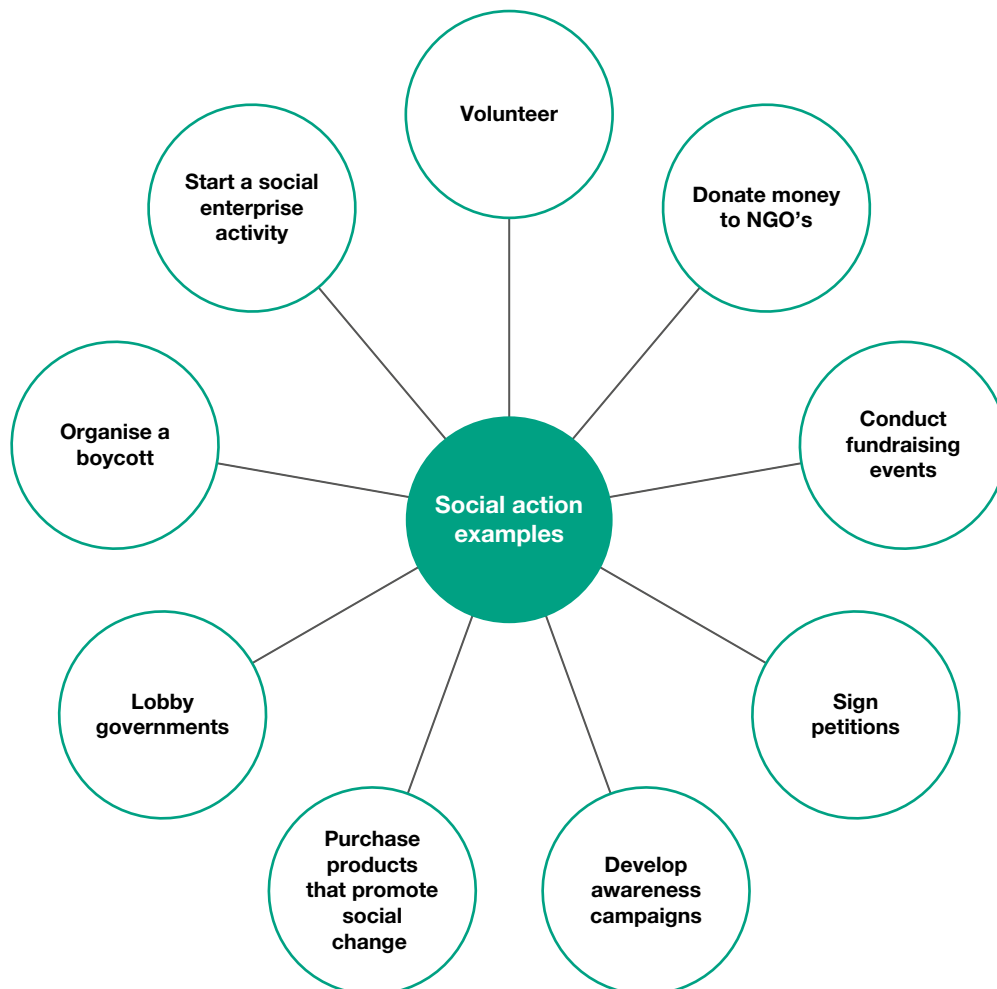 Volunteer
Start a social
enterprise
activity
Donate money
to NGO's
Organise a
boycott
Conduct
fundraising
events
Social action
examples
Lobby
governments
Sign
petitions
Purchase
products
that promote
social
change
Develop
awareness
campaigns